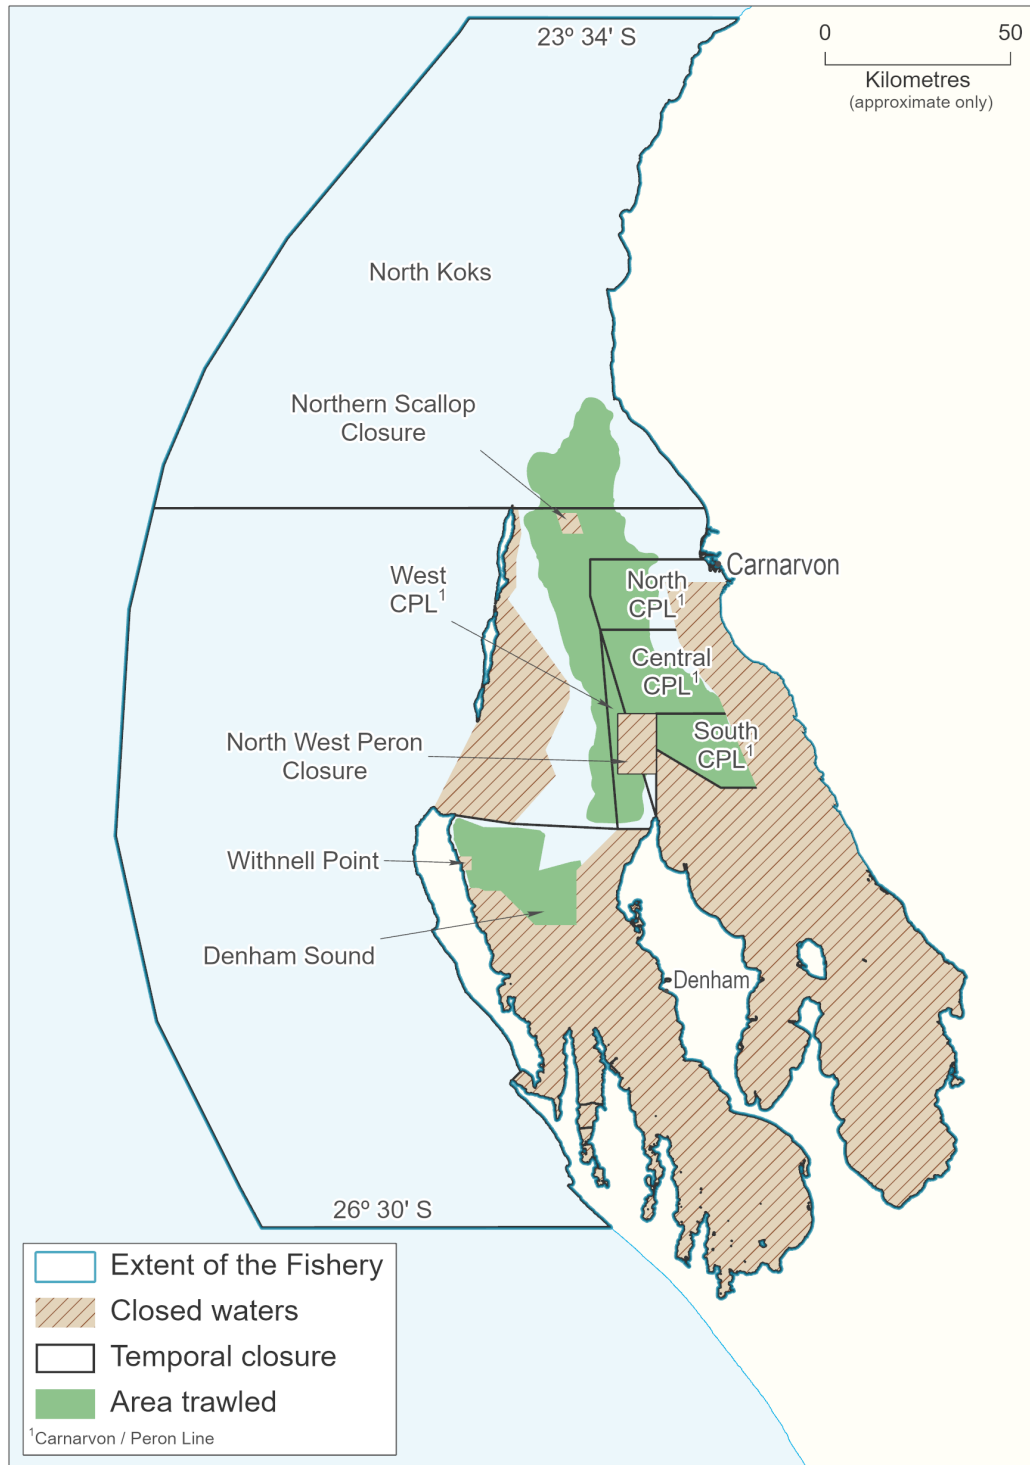 23º 34' S
0 50
Kilometres
(approximate only)
North Koks
Northern Scallop
Closure
Carnarvon
West
CPL¹
North
CPL¹
Central
CPL¹
South
CPL¹
North West Peron
Closure
Withnell Point
Denham Sound
Denham
26º 30' S
Extent of the Fishery
Closed waters
Temporal closure
Area trawled
¹Carnarvon / Peron Line